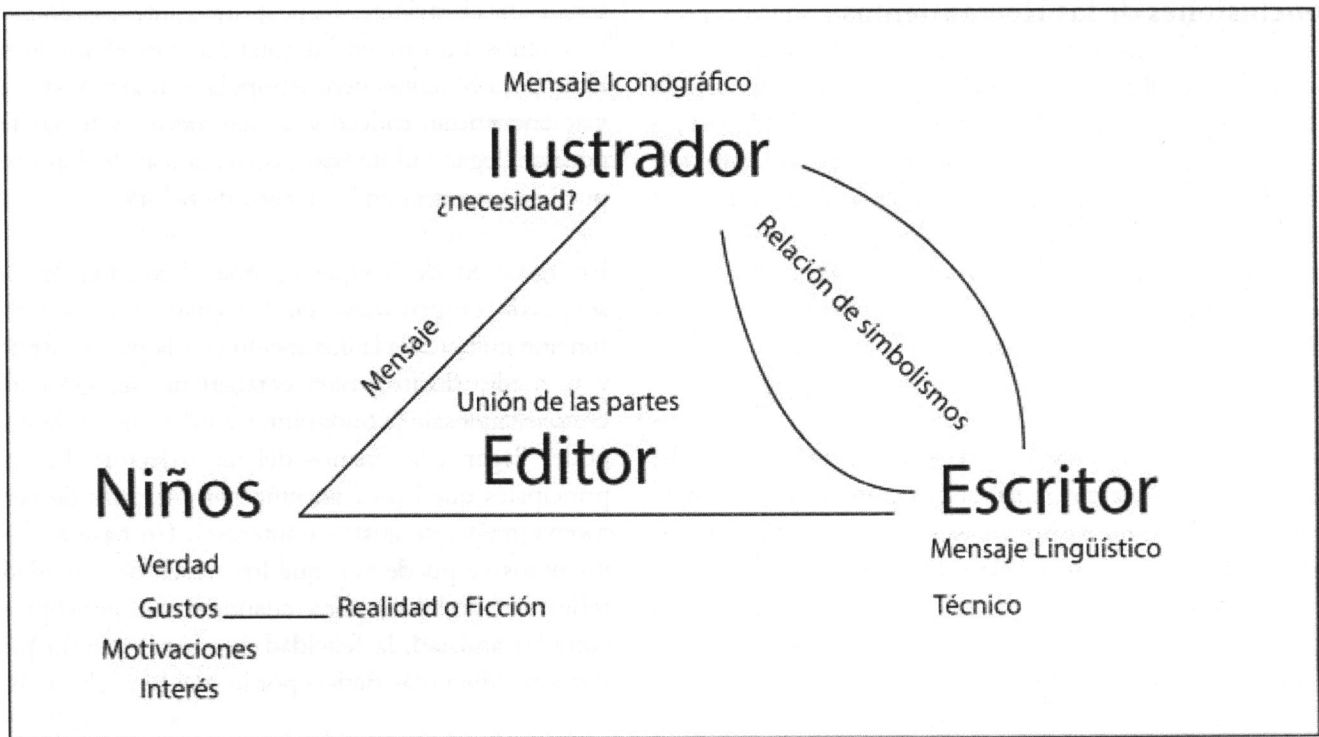 Mensaje Iconográfico
Ilustrador
¿necesidad?
Relación de simbolismos
Mensaje
Unión de las partes
Editor
Niños
Escritor
Mensaje Lingüístico
Verdad
Gustos ________ Realidad o Ficción
Técnico
Motivaciones
Interés